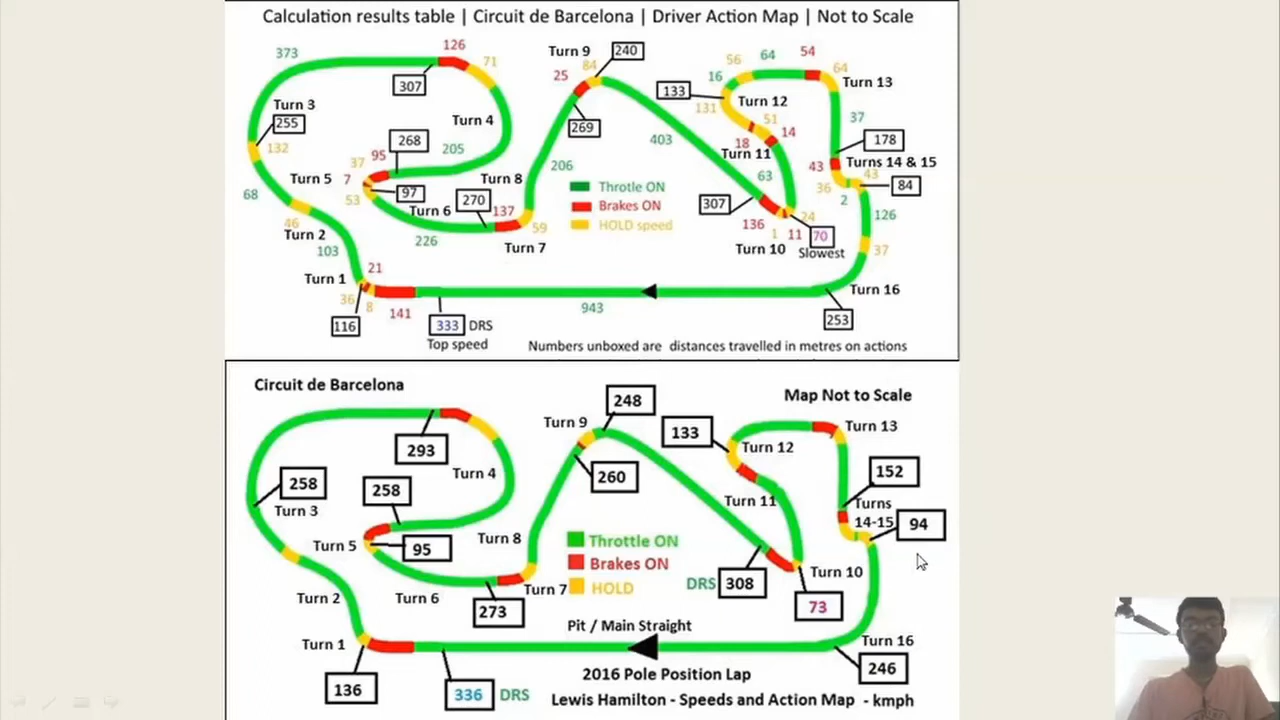 Calculation results table | Circuit de Barcelona | Driver Action Map | Not to Scale
373
126
71
307
Turn 9
240
84
25
269
56
64
54
16
64
133
Turn 13
131
Turn 12
51
14
18
Turn 11
Turn 3
255
132
Turn 4
268
205
37
95
Turn 5
7
97
53
403
206
37
178
43
Turns 14 & 15
43
84
36
2
68
46
Turn 2
103
Turn 6
226
Turn 8
270
137
59
Turn 7
Throtle ON
Brakes ON
HOLD speed
63
307
136
24
1
11
70
Slowest
Turn 10
126
37
Turn 1
21
36
8
116
141
333 DRS
Top speed
943
Turn 16
253
Numbers unboxed are distances travelled in metres on actions
Circuit de Barcelona
Map Not to Scale
293
258
Turn 3
Turn 4
258
Turn 5
95
Turn 9
248
260
133
Turn 12
Turn 13
Turn 11
152
Turns
14-15
94
Turn 8
Throttle ON
Brakes ON
HOLD
Turn 2
Turn 6
273
Turn 7
DRS 308
Turn 10
73
Turn 1
136
336 DRS
Pit / Main Straight
Turn 16
246
2016 Pole Position Lap
Lewis Hamilton - Speeds and Action Map - kmph